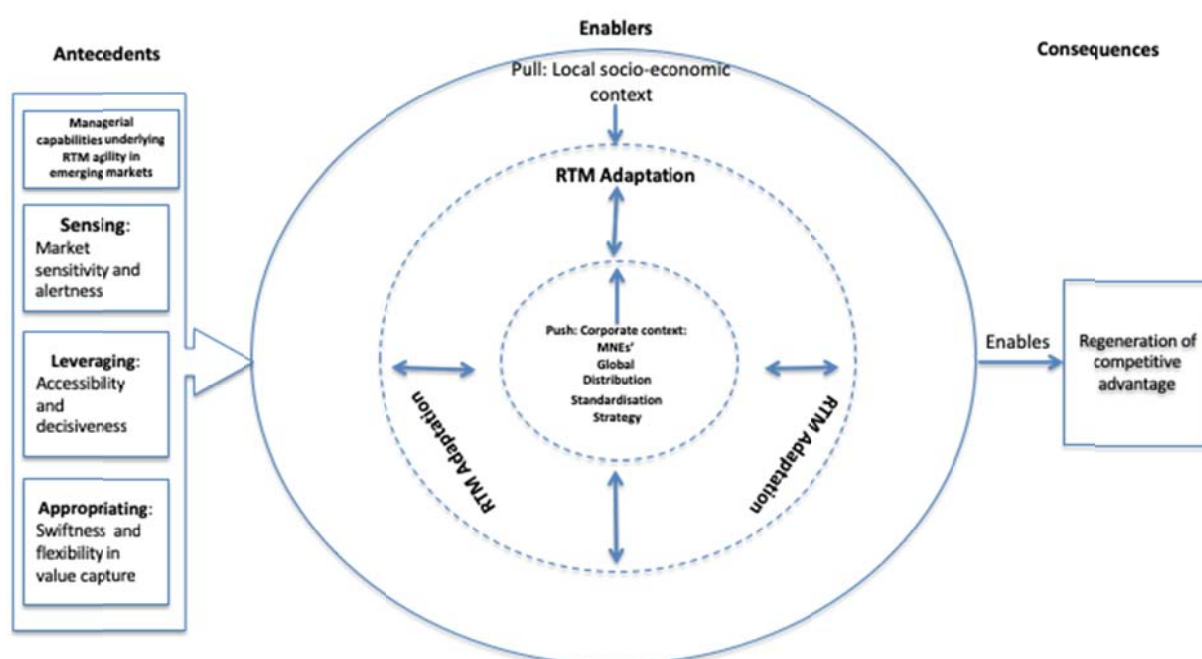 Antecedents
Managerial
capabilities underlying
RTM agility in
emerging markets
Sensing:
Market
sensitivity and
alertness
Leveraging:
Accessibility
and
decisiveness
Appropriating:
Swiftness and
flexibility in
value capture
Enablers
Pull: Local socio-economic
context
RTM Adaptation
Push: Corporate context:
MNEs'
Global
Distribution
Standardisation
Strategy
RTM Adaptation
RTM Adaptation
Consequences
Enables
Regeneration of
competitive
advantage